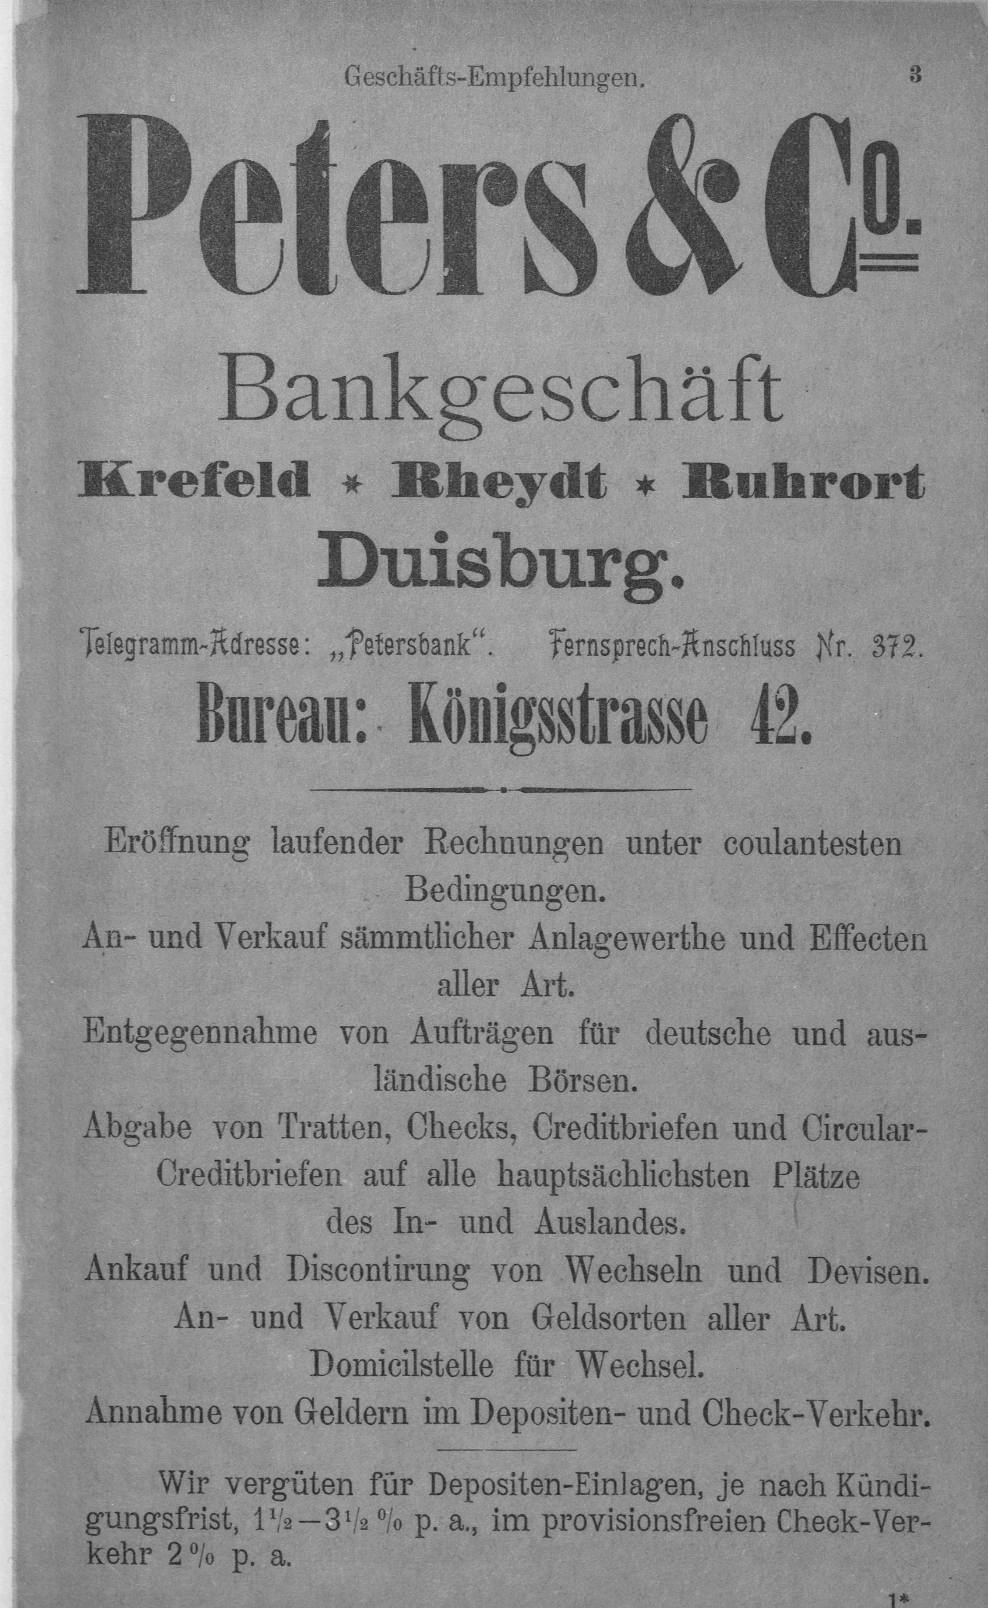 Geschäfts-Empfehlungen. 3
Peters & Co.
Bankgeschäft
Krefeld * Rheydt * Ruhrort
Duisburg.
Telegramm-Adresse: „Petersbank“. Fernsprech-Anschluss Nr. 372.
Bureau: Königsstrasse 42.
Eröffnung laufender Rechnungen unter coulantesten
Bedingungen.
An- und Verkauf sämmtlicher Anlagewerthe und Effecten
aller Art.
Entgegennahme von Aufträgen für deutsche und aus-
ländische Börsen.
Abgabe von Tratten, Checks, Creditbriefen und Circular-
Creditbriefen auf alle hauptsächlichsten Plätze
des In- und Auslandes.
Ankauf und Discontirung von Wechseln und Devisen.
An- und Verkauf von Geldsorten aller Art.
Domicilstelle für Wechsel.
Annahme von Geldern im Depositen- und Check-Verkehr.
Wir vergüten für Depositen-Einlagen, je nach Kündi-
gungsfrist, 1½—3½ % p. a., im provisionsfreien Check-Ver-
kehr 2 % p. a.
1*